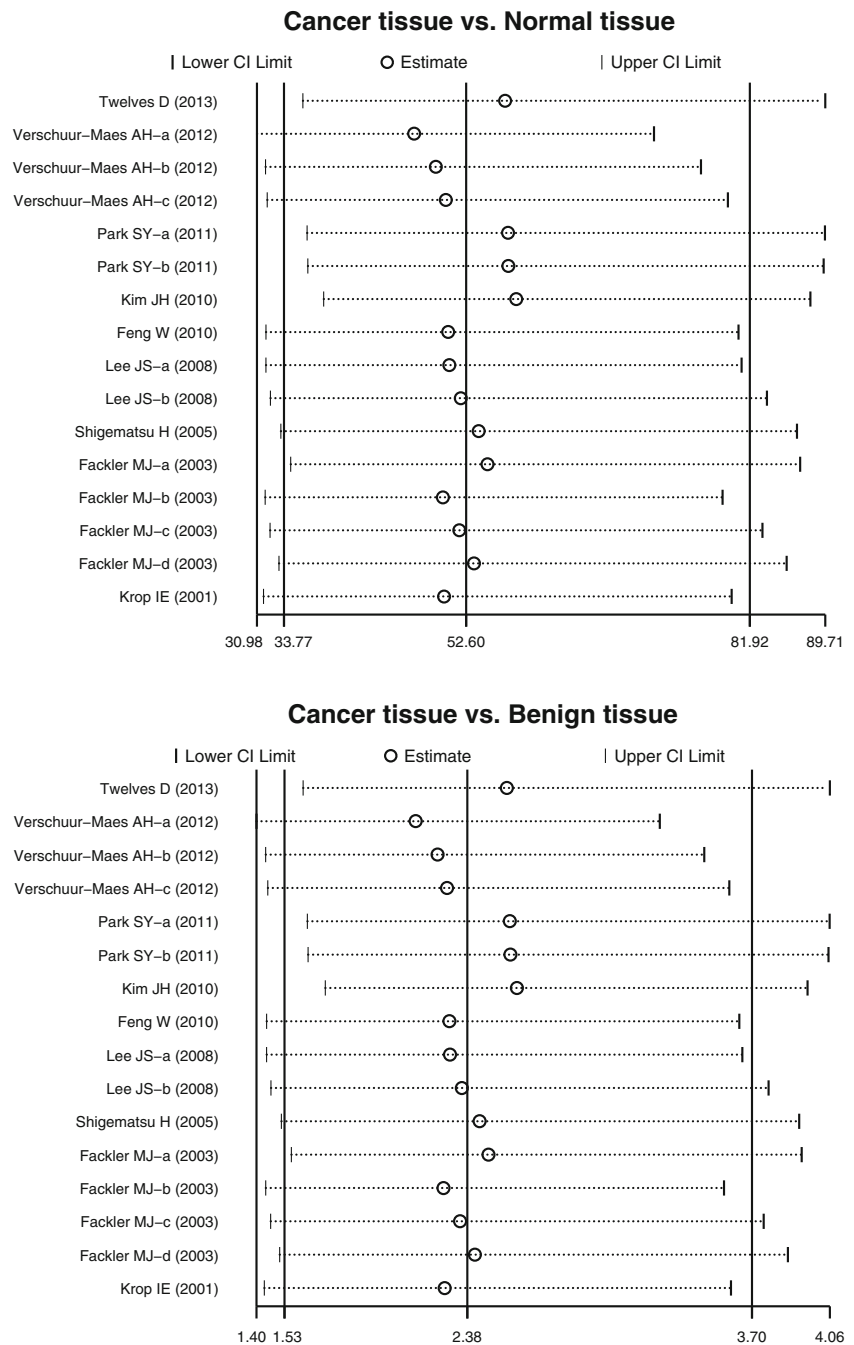 Cancer tissue vs. Normal tissue
Lower CI Limit Estimate Upper CI Limit
Twelves D (2013)
Verschuur–Maes AH–a (2012)
Verschuur–Maes AH–b (2012)
Verschuur–Maes AH–c (2012)
Park SY–a (2011)
Park SY–b (2011)
Kim JH (2010)
Feng W (2010)
Lee JS–a (2008)
Lee JS–b (2008)
Shigematsu H (2005)
Fackler MJ–a (2003)
Fackler MJ–b (2003)
Fackler MJ–c (2003)
Fackler MJ–d (2003)
Krop IE (2001)
30.98 33.77 52.60 81.92 89.71
Cancer tissue vs. Benign tissue
Lower CI Limit Estimate Upper CI Limit
Twelves D (2013)
Verschuur–Maes AH–a (2012)
Verschuur–Maes AH–b (2012)
Verschuur–Maes AH–c (2012)
Park SY–a (2011)
Park SY–b (2011)
Kim JH (2010)
Feng W (2010)
Lee JS–a (2008)
Lee JS–b (2008)
Shigematsu H (2005)
Fackler MJ–a (2003)
Fackler MJ–b (2003)
Fackler MJ–c (2003)
Fackler MJ–d (2003)
Krop IE (2001)
1.40 1.53 2.38 3.70 4.06